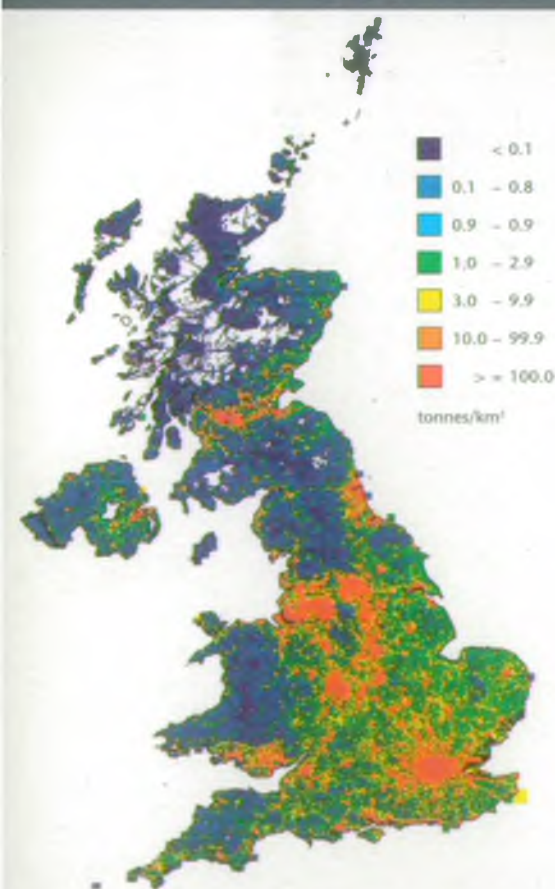 < 0.1
0.1 – 0.8
0.9 – 0.9
1.0 – 2.9
3.0 – 9.9
10.0 – 99.9
> = 100.0
tonnes/km²